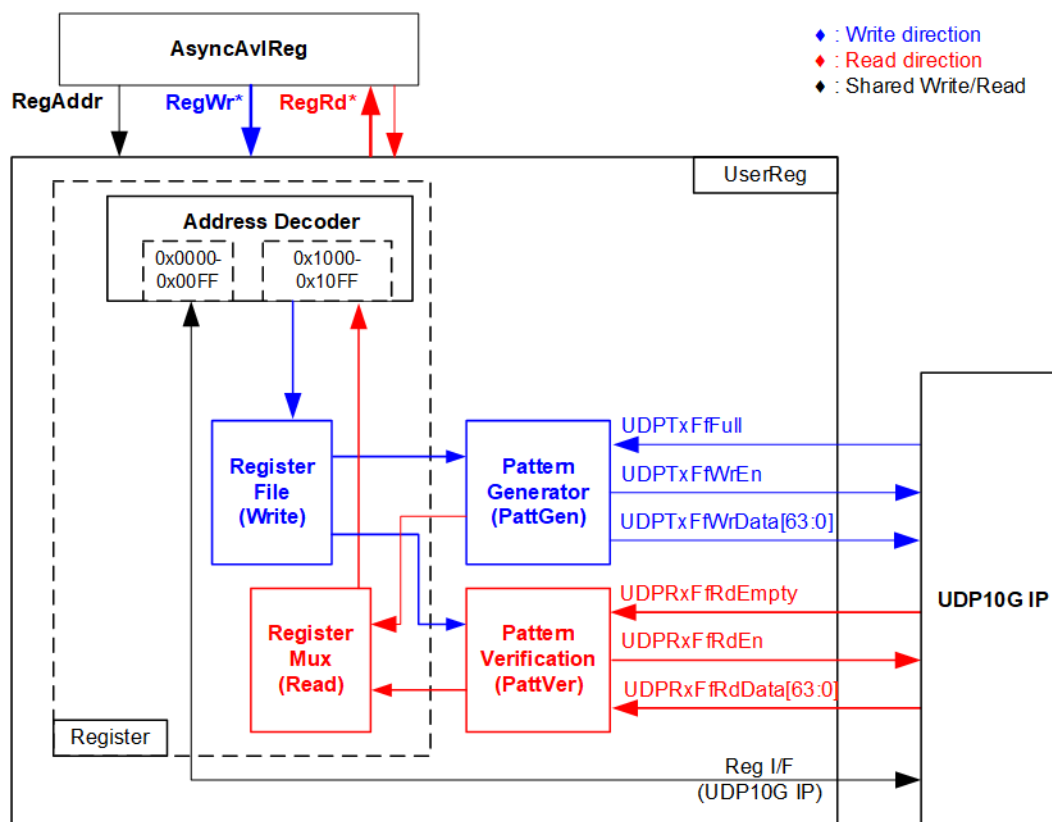 AsyncAvlReg
♦ : Write direction
♦ : Read direction
♦ : Shared Write/Read
RegAddr
RegWr*
RegRd*
UserReg
Address Decoder
0x0000-
0x00FF
0x1000-
0x10FF
Register
File
(Write)
Pattern
Generator
(PattGen)
UDPTxFfFull
UDPTxFfWrEn
UDPTxFfWrData[63:0]
UDP10G IP
Register
Mux
(Read)
Pattern
Verification
(PattVer)
UDPRxFfRdEmpty
UDPRxFfRdEn
UDPRxFfRdData[63:0]
Register
Reg I/F
(UDP10G IP)